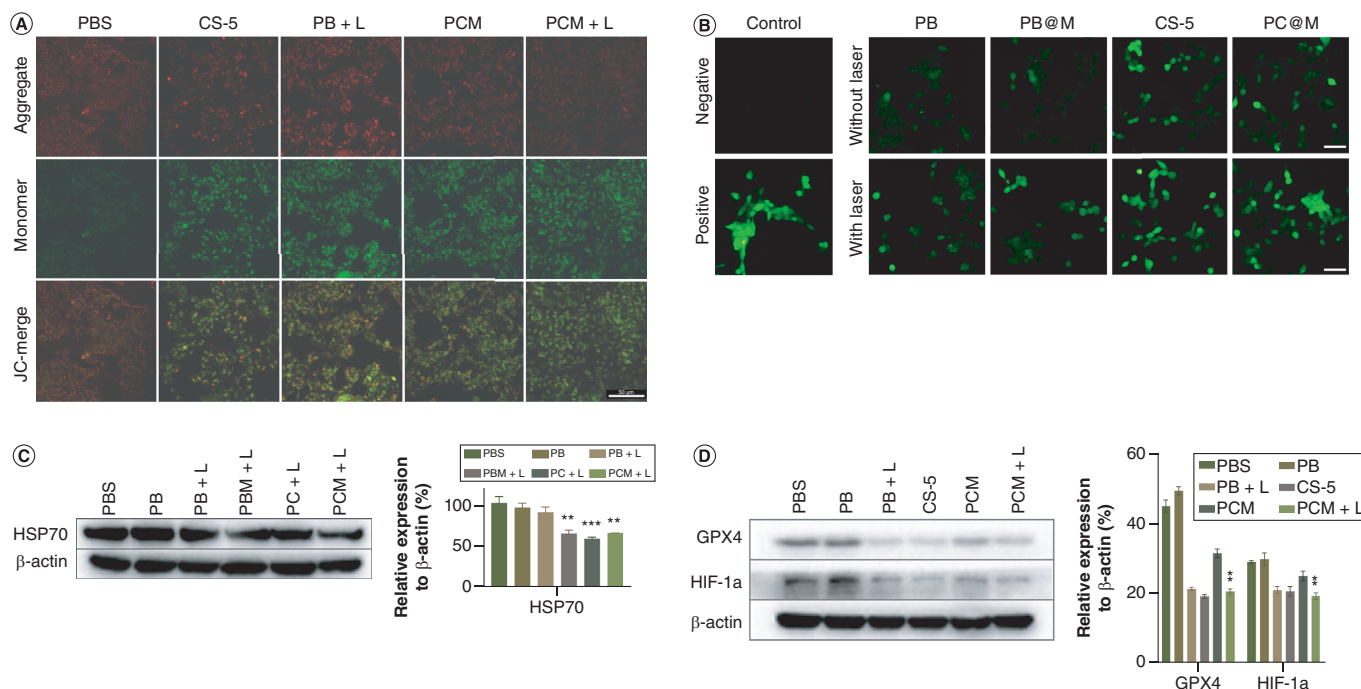 A
PBS CS-5 PB + L PCM PCM + L
Aggregate
Monomer
JC-merge
50 µm
B
Control PB PB@M CS-5 PC@M
Negative
Without laser
Positive
With laser
C
PBS PB PB + L PBM + L PC + L PCM + L
HSP70
β-actin
PBS PB PB + L
PBM + L PC + L PCM + L
Relative expression
to β-actin (%)
100
50
0
** *** **
HSP70
D
PBS PB PB + L CS-5 PCM PCM + L
GPX4
HIF-1a
β-actin
PBS PB
PB + L CS-5
PCM PCM + L
Relative expression
to β-actin (%)
60
40
20
0
** **
GPX4 HIF-1a